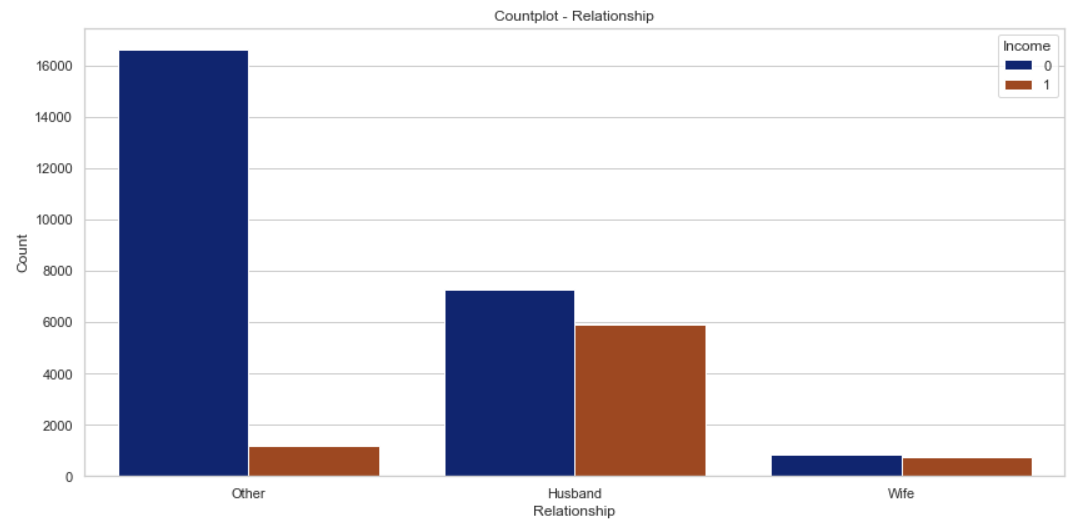 Countplot - Relationship
Income
0
1
16000
14000
12000
10000
8000
6000
4000
2000
0
Count
Other
Husband
Wife
Relationship